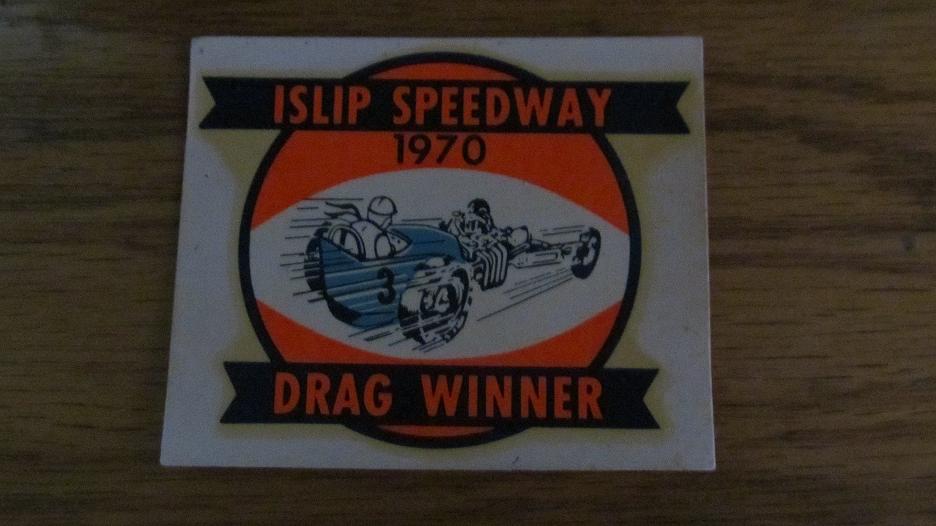 ISLIP SPEEDWAY
1970
3
DRAG WINNER